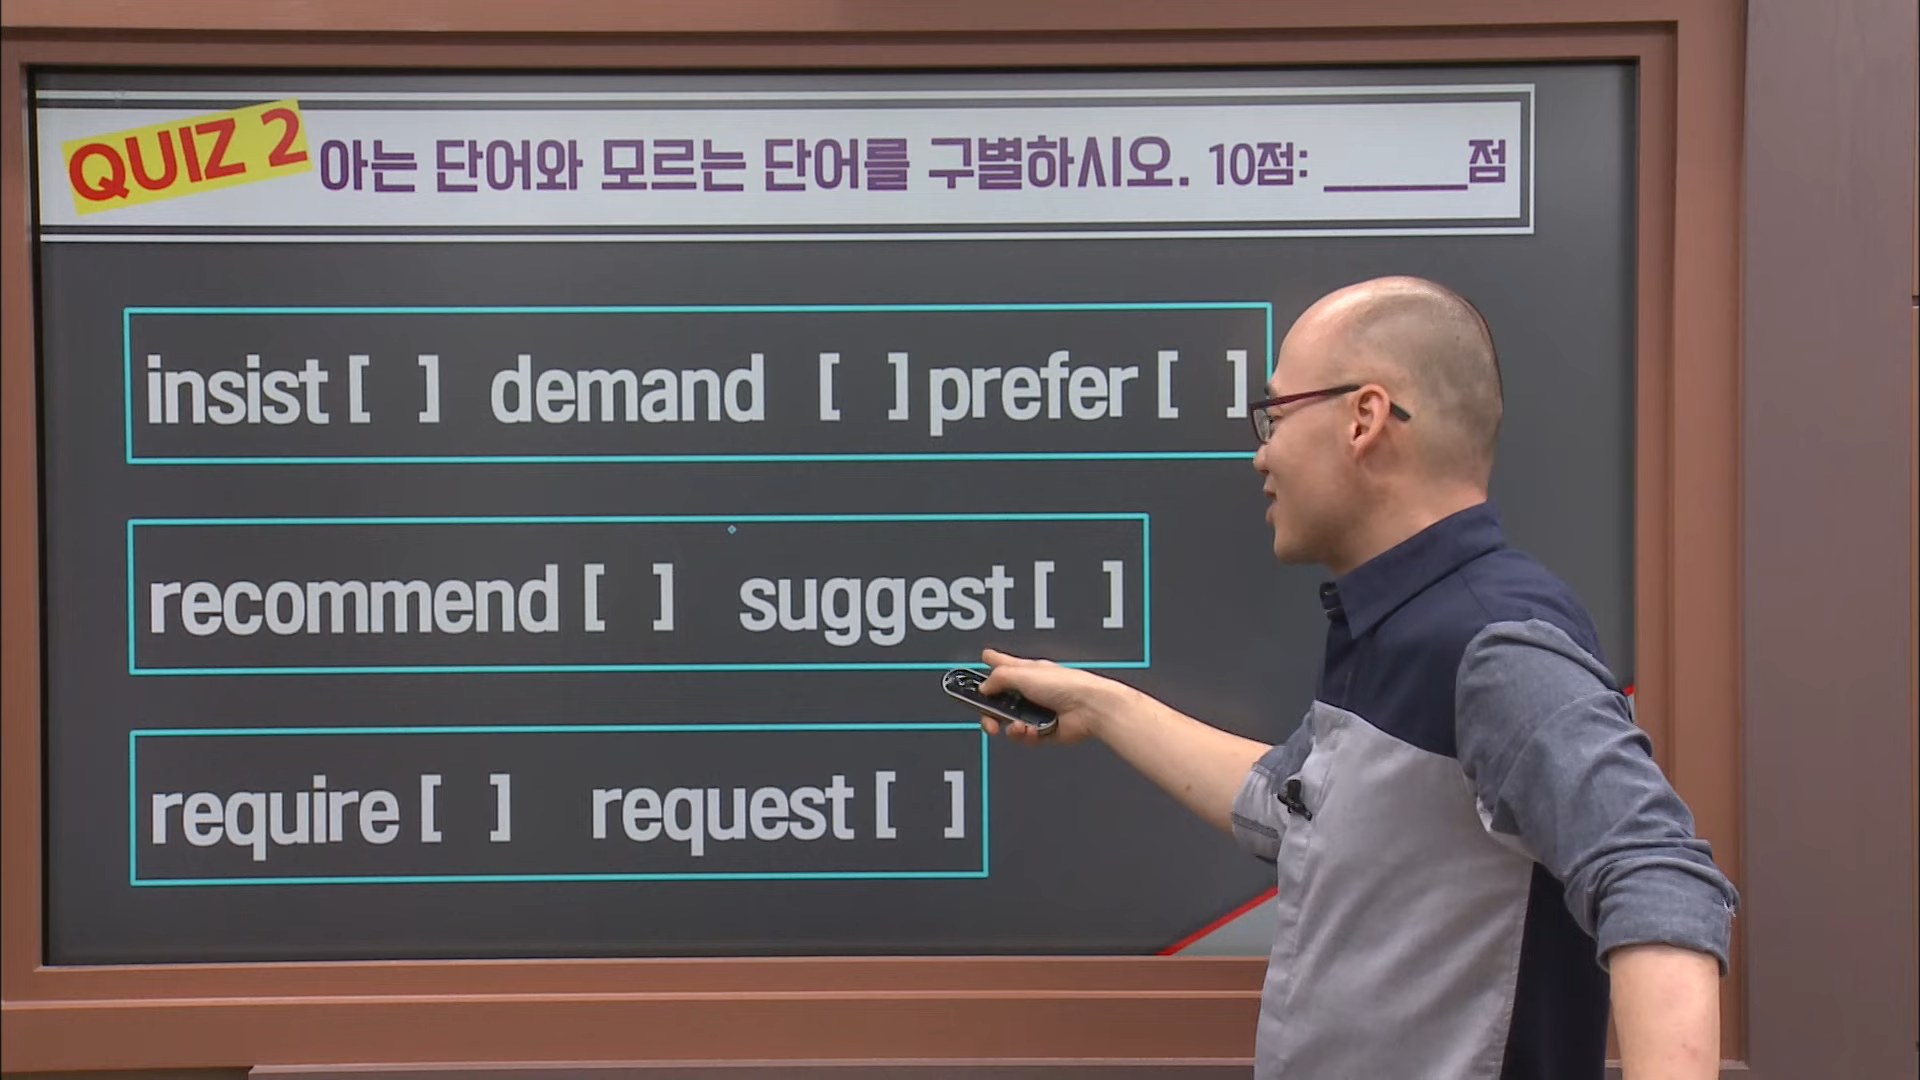 QUIZ 2 아는 단어와 모르는 단어를 구별하시오. 10점: ______점
insist [ ] demand [ ] prefer [ ]
recommend [ ] suggest [ ]
require [ ] request [ ]